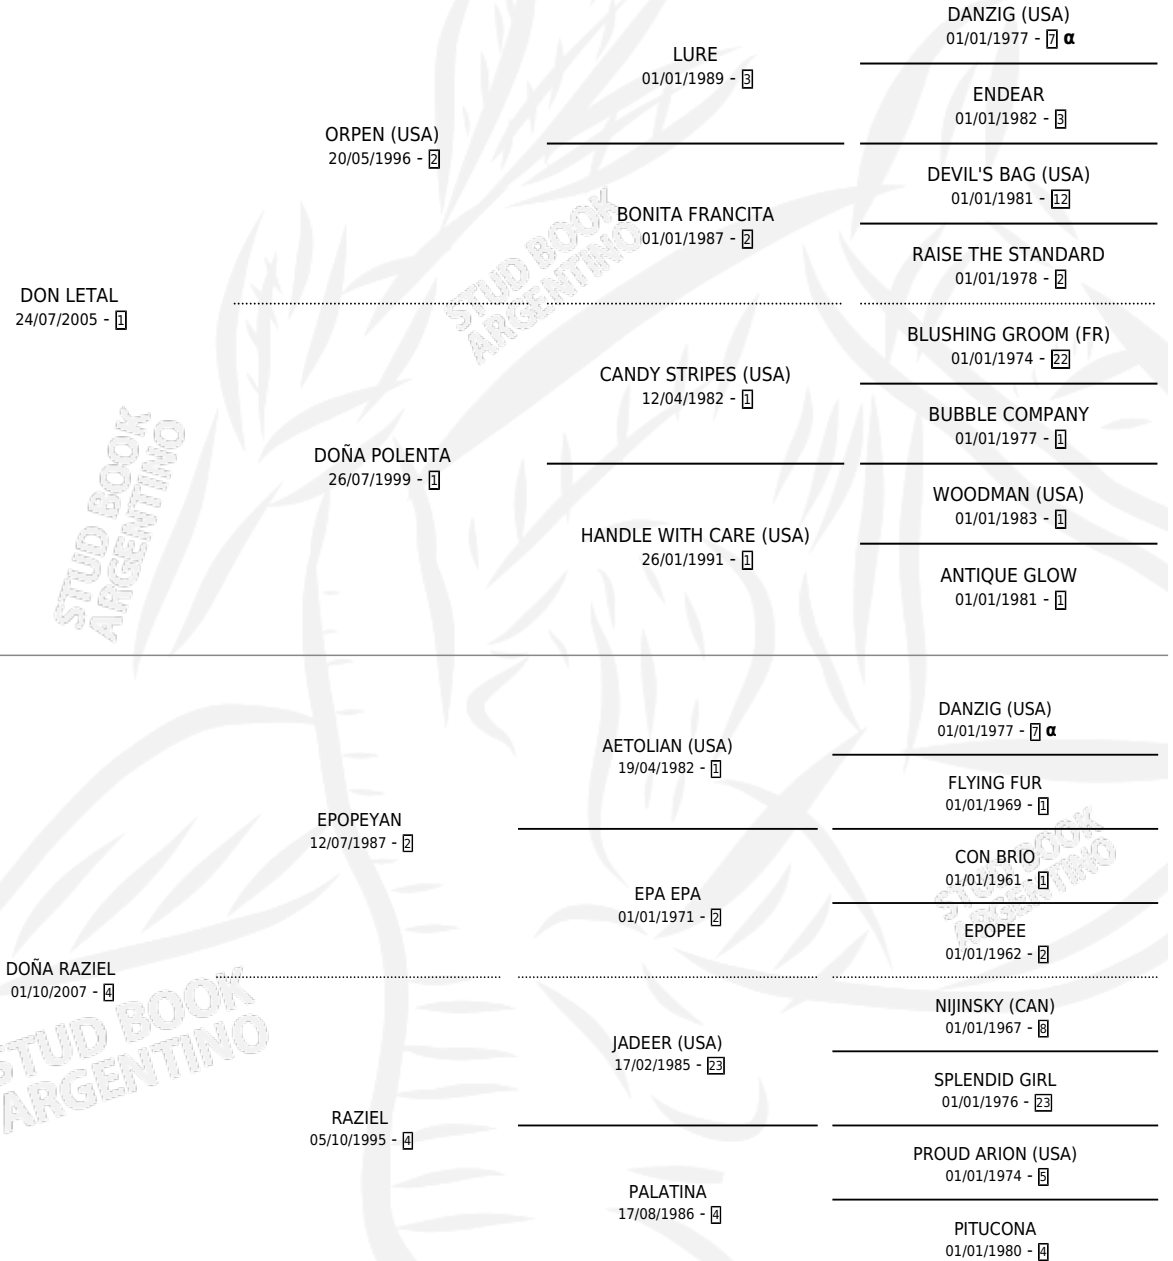 DANZIG (USA)
01/01/1977 - 7 α
LURE
01/01/1989 - 3
ENDEAR
01/01/1982 - 3
ORPEN (USA)
20/05/1996 - 2
DEVIL'S BAG (USA)
01/01/1981 - 12
BONITA FRANCITA
01/01/1987 - 2
RAISE THE STANDARD
01/01/1978 - 2
DON LETAL
24/07/2005 - 1
STUD BOOK
ARGENTINO
BLUSHING GROOM (FR)
01/01/1974 - 22
CANDY STRIPES (USA)
12/04/1982 - 1
BUBBLE COMPANY
01/01/1977 - 1
DOÑA POLENTA
26/07/1999 - 1
WOODMAN (USA)
01/01/1983 - 1
HANDLE WITH CARE (USA)
26/01/1991 - 1
ANTIQUE GLOW
01/01/1981 - 1
STUD BOOK
ARGENTINO
DANZIG (USA)
01/01/1977 - 7 α
AETOLIAN (USA)
19/04/1982 - 1
FLYING FUR
01/01/1969 - 1
EPOPEYAN
12/07/1987 - 2
CON BRIO
01/01/1961 - 1
EPA EPA
01/01/1971 - 2
EPOPEE
01/01/1962 - 2
STUD BOOK
ARGENTINO
DOÑA RAZIEL
01/10/2007 - 4
STUD BOOK
ARGENTINO
NIJINSKY (CAN)
01/01/1967 - 8
JADEER (USA)
17/02/1985 - 23
SPLENDID GIRL
01/01/1976 - 23
RAZIEL
05/10/1995 - 4
PROUD ARION (USA)
01/01/1974 - 5
PALATINA
17/08/1986 - 4
PITUCONA
01/01/1980 - 4